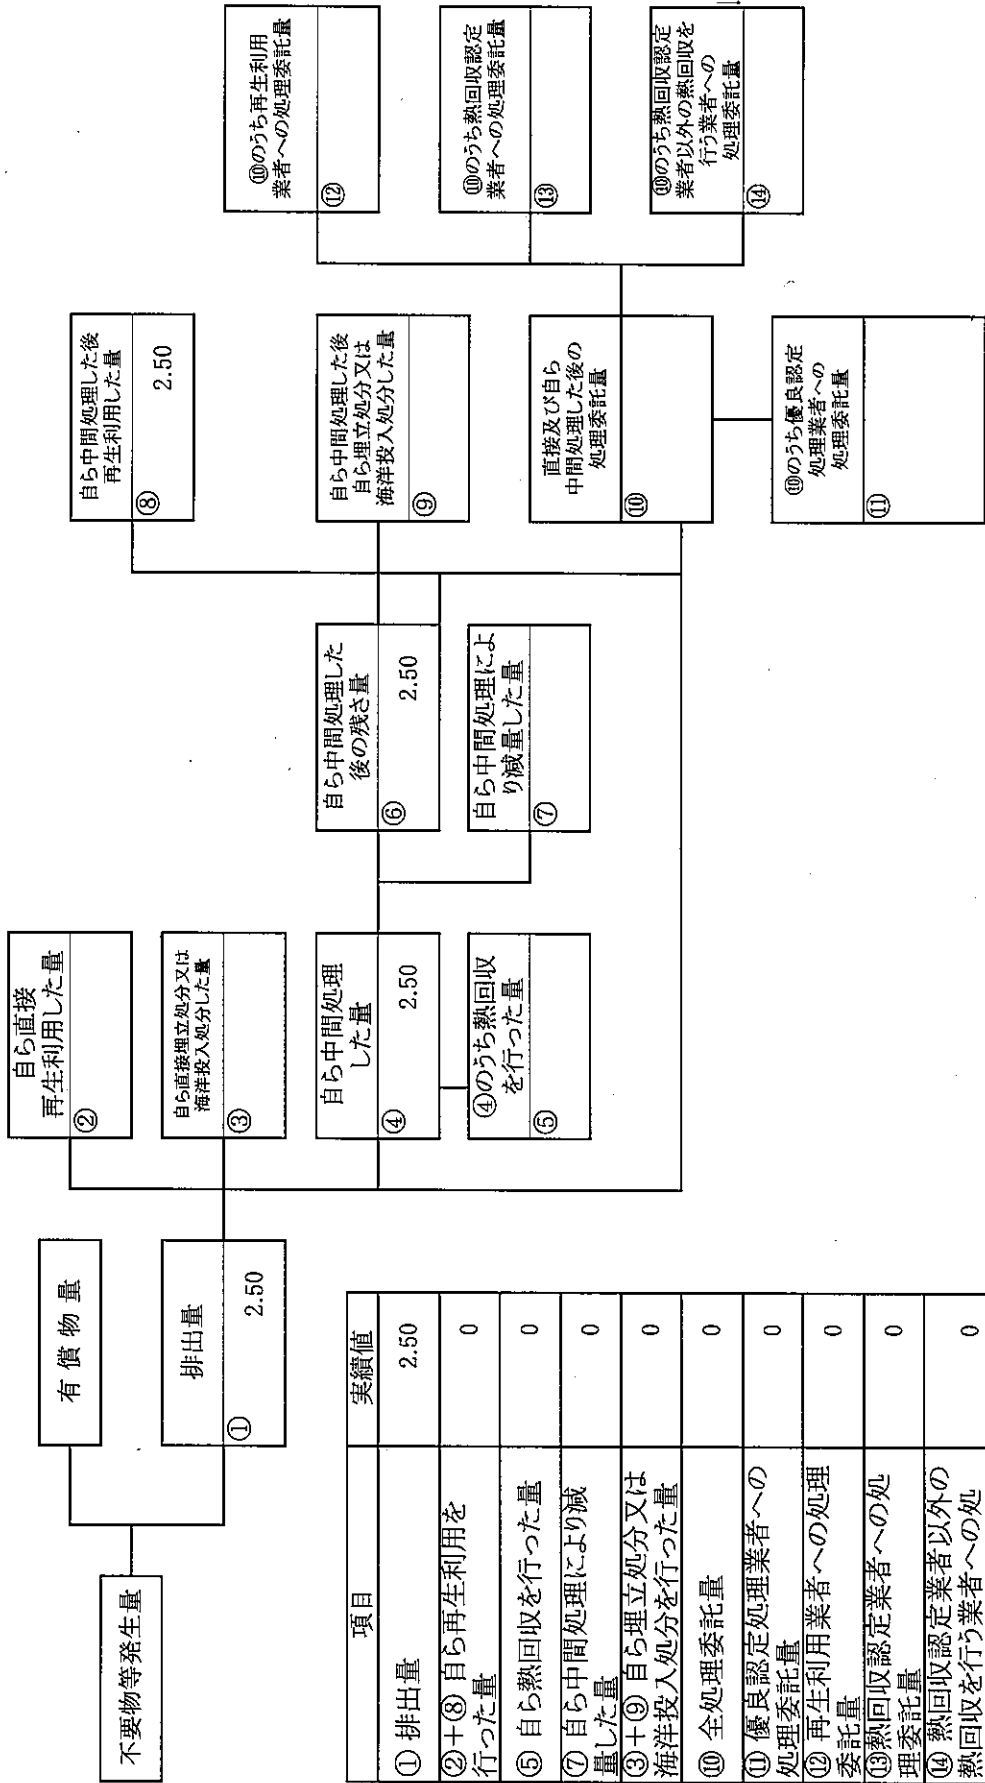 不要物等発生量
有償物量
排出量
①
2.50
自ら直接
再生利用した量
②
自ら直接埋立処分又は
海洋投入処分した量
③
自ら中間処理
した量
④
2.50
④のうち熱回収
を行った量
⑤
自ら中間処理した
後の残さ量
⑥
2.50
自ら中間処理によ
り減量した量
⑦
自ら中間処理した後
再生利用した量
⑧
2.50
自ら中間処理した後
自ら埋立処分又は
海洋投入処分した量
⑨
直接及び自ら
中間処理した後の
処理委託量
⑩
⑩のうち優良認定
処理業者への
処理委託量
⑪
⑩のうち再生利用
業者への処理委託量
⑫
⑩のうち熱回収認定
業者への処理委託量
⑬
⑩のうち熱回収認定
業者以外の熱回収を
行う業者への
処理委託量
⑭
項目 実績値
①排出量 2.50
②+⑧自ら再生利用を
行った量 0
⑤自ら熱回収を行った量 0
⑦自ら中間処理により減
量した量 0
③+⑨自ら埋立処分又は
海洋投入処分を行った量 0
⑩全処理委託量 0
⑪優良認定処理業者への
処理委託量 0
⑫再生利用業者への処理
委託量 0
⑬熱回収認定業者への処
理委託量 0
⑭熱回収認定業者以外の
熱回収を行う業者への処 0